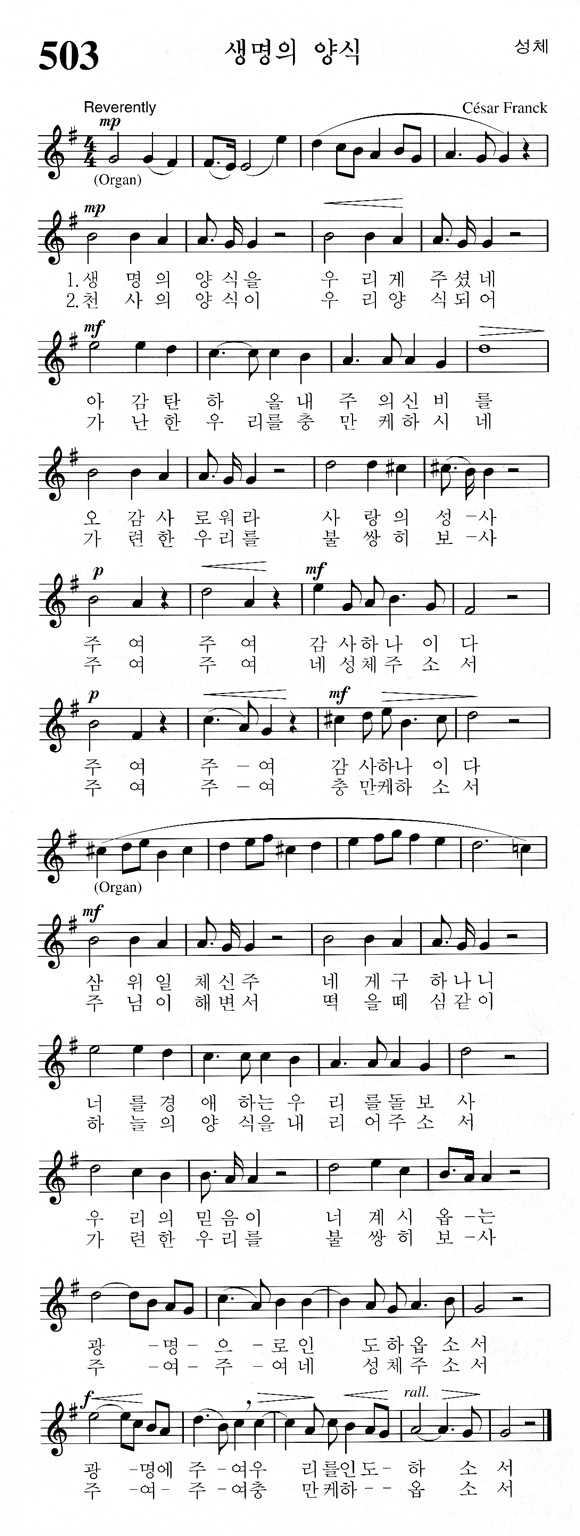 503 생명의 양식 성체
Reverently César Franck
mp
(Organ)
mp
1.생 명 의 양 식 을 우 리 게 주 셨 네
2.천 사 의 양 식 이 우 리 양 식 되 어
mf
아 감 탄 하 올 내 주 의 신 비 를
가 난 한 우 리 를 충 만 케 하 시 네
오 감 사 로 워 라 사 랑 의 성 - 사
가 련 한 우 리 를 불 쌍 히 보 - 사
p mf
주 여 주 여 감 사 하 나 이 다
주 여 주 여 네 성 체 주 소 서
p mf
주 여 주 - 여 감 사 하 나 이 다
주 여 주 - 여 충 만 케 하 소 서
(Organ)
mf
삼 위 일 체 신 주 네 게 구 하 나 니
주 님 이 해 변 서 떡 을 떼 심 같 이
너 를 경 애 하 는 우 리 를 돌 보 사
하 늘 의 양 식 을 내 리 어 주 소 서
우 리 의 믿 음 이 너 계 시 옵 - 는
가 련 한 우 리 를 불 쌍 히 보 - 사
광 - 명 - 으 - 로 인 도 하 옵 소 서
주 - 여 - 주 - 여 네 성 체 주 소 서
f rall.
광 - 명 에 주 - 여 우 리 를 인 도 - 하 소 서
주 - 여 - 주 - 여 충 만 케 하 - - 옵 소 서